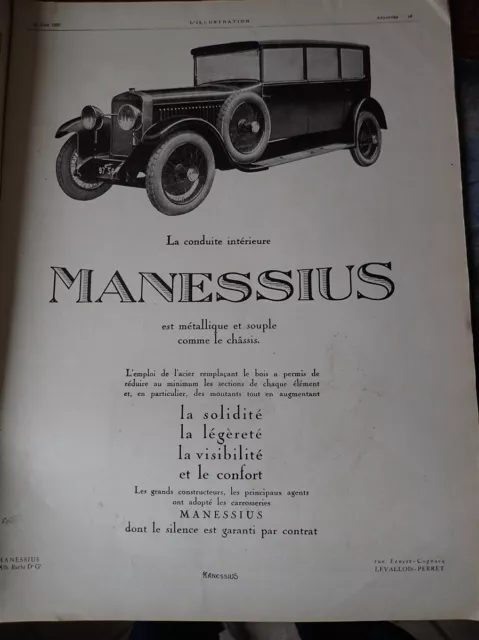 L'ILLUSTRATION
La conduite intérieure
MANESSIUS
est métallique et souple
comme le châssis.
L'emploi de l'acier remplaçant le bois a permis de
réduire au minimum les sections de chaque élément
et, en particulier, des montants tout en augmentant
la solidité
la légèreté
la visibilité
et le confort
Les grands constructeurs, les principaux agents
ont adopté les carrosseries
MANESSIUS
dont le silence est garanti par contrat
MANESSIUS
rue Ernest-Cognacq
LEVALLOIS-PERRET
MANESSIUS